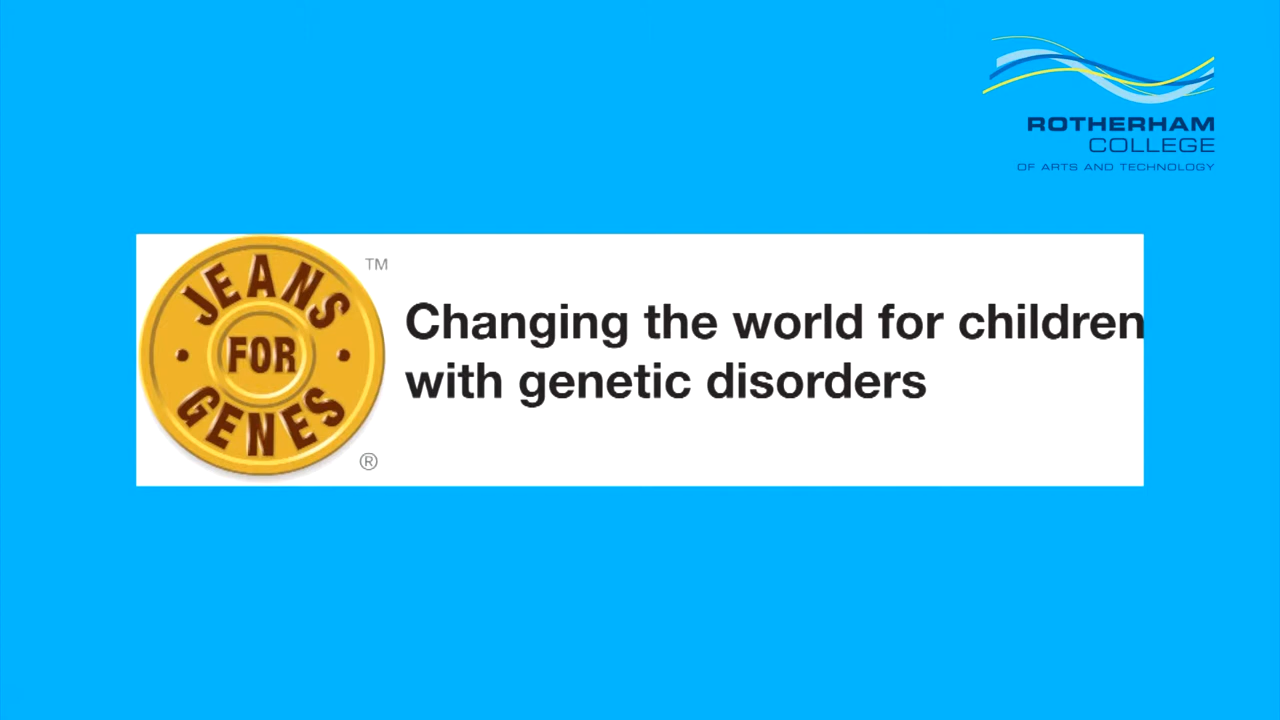 ROTHERHAM
COLLEGE
OF ARTS AND TECHNOLOGY
JEANS
FOR
GENES
TM
®
Changing the world for children
with genetic disorders